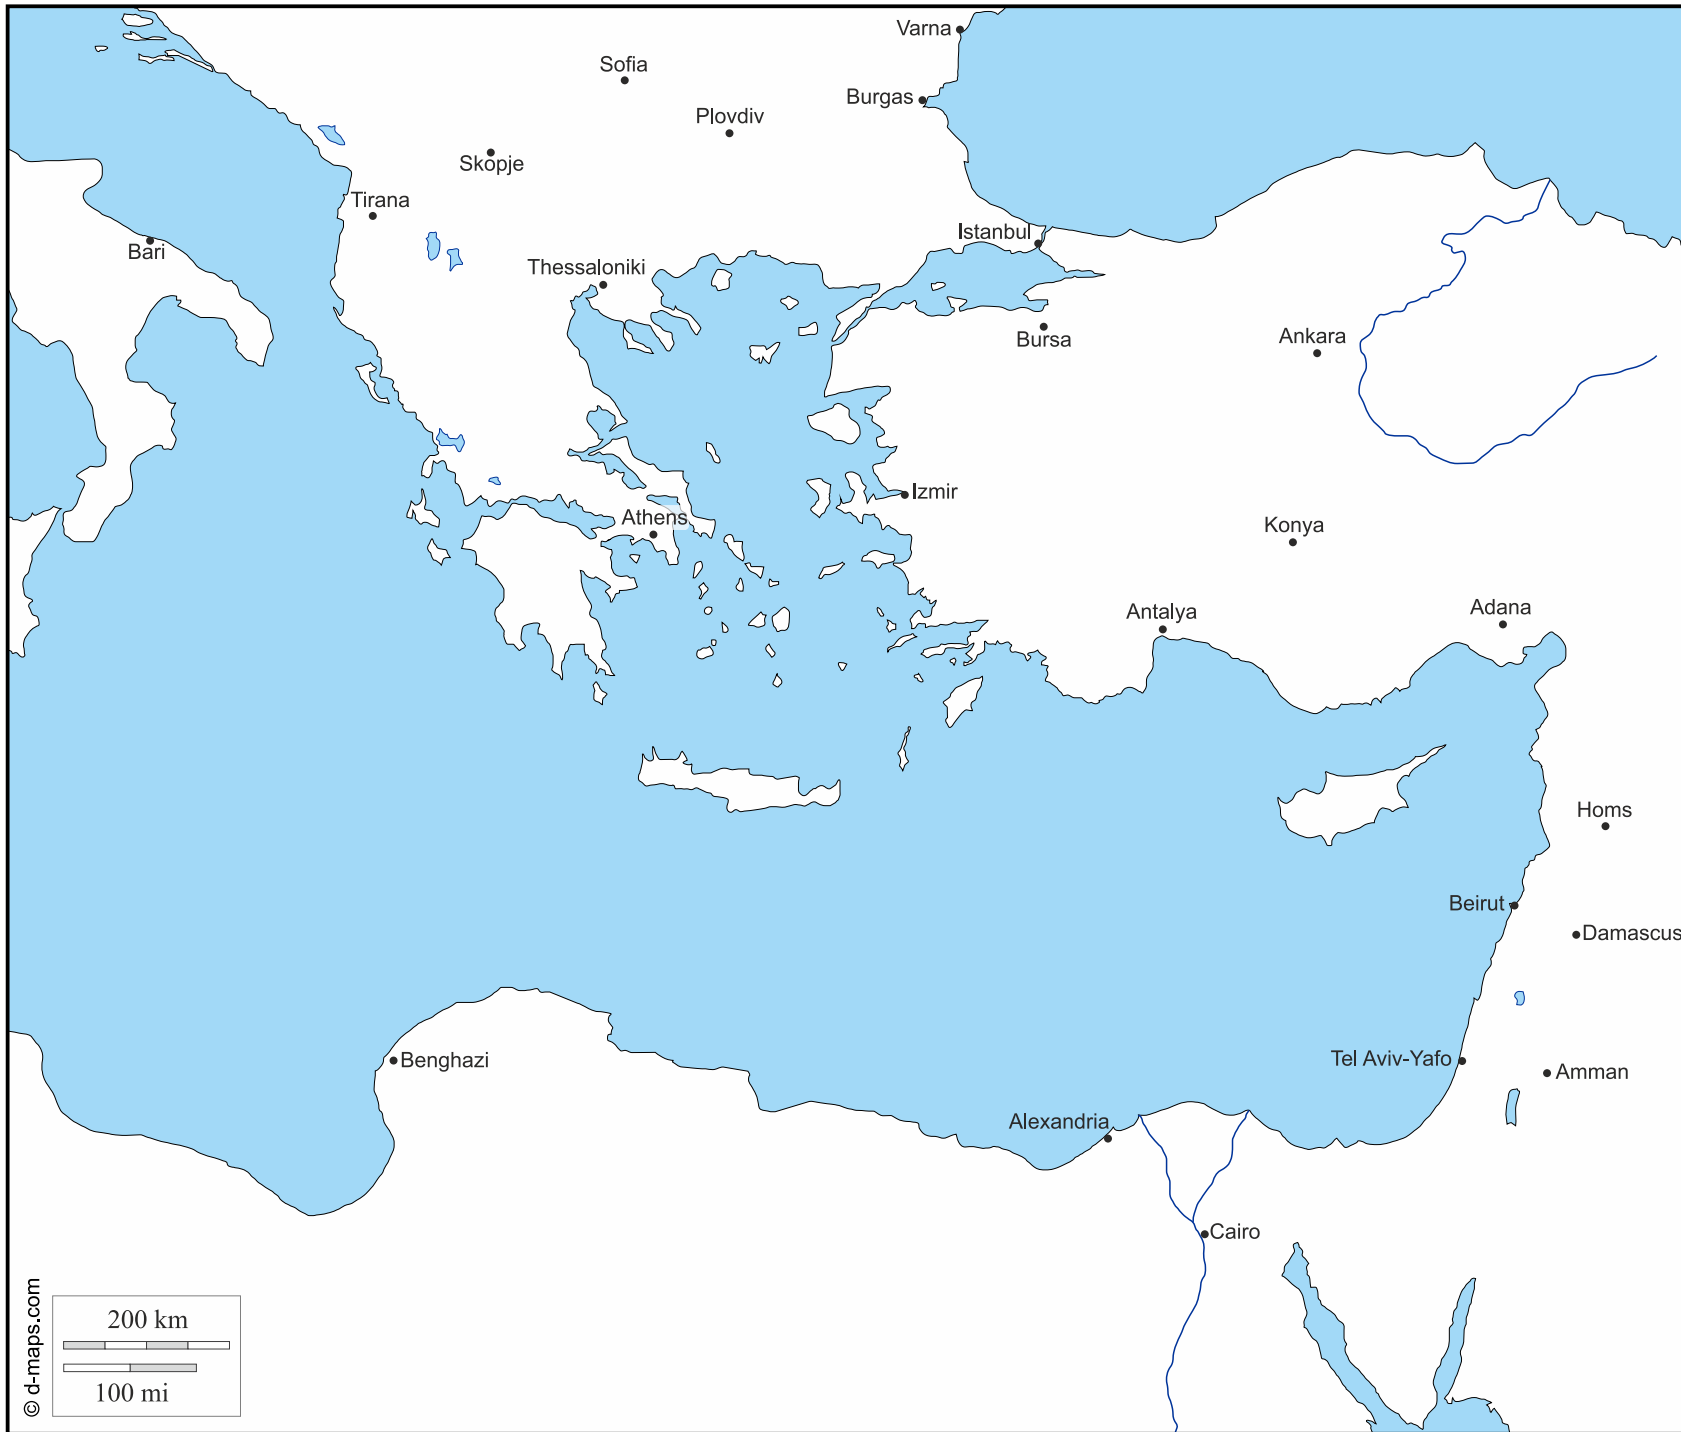 Varna
Sofia
Burgas
Plovdiv
Skopje
Tirana
Istanbul
Bari
Thessaloniki
Bursa
Ankara
Izmir
Athens
Konya
Antalya
Adana
Homs
Beirut
Damascus
Benghazi
Tel Aviv-Yafo
Amman
Alexandria
Cairo
© d-maps.com
200 km
100 mi